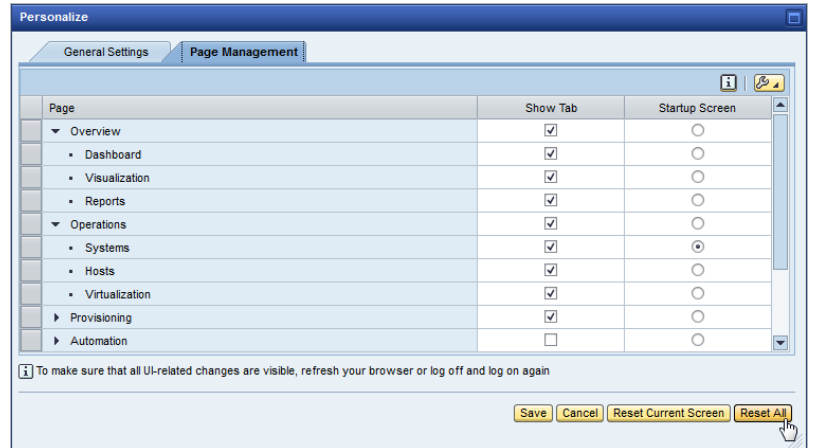 Personalize
General Settings Page Management
Page Show Tab Startup Screen
Overview
Dashboard
Visualization
Reports
Operations
Systems
Hosts
Virtualization
Provisioning
Automation
i To make sure that all UI-related changes are visible, refresh your browser or log off and log on again
Save Cancel Reset Current Screen Reset All